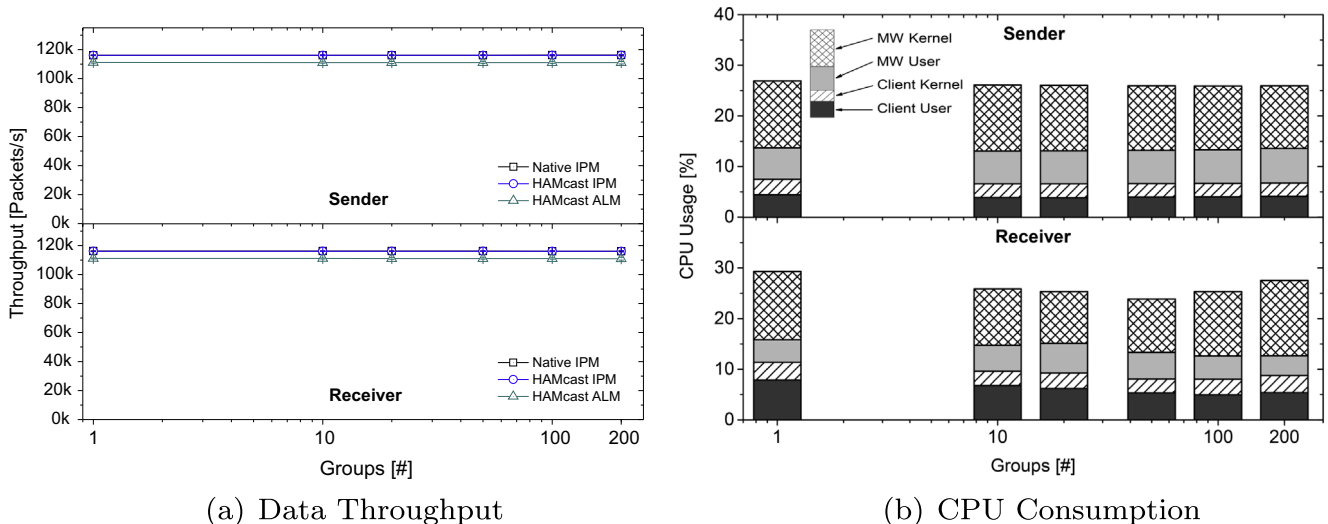 120k
100k
80k
60k
40k
20k
0k
Native IPM
HAMcast IPM
HAMcast ALM
Sender
120k
100k
80k
60k
40k
20k
0k
Native IPM
HAMcast IPM
HAMcast ALM
Receiver
Throughput [Packets/s]
1
10
100
200
Groups [#]
(a) Data Throughput
40
30
20
10
0
Sender
MW Kernel
MW User
Client Kernel
Client User
30
20
10
0
Receiver
CPU Usage [%]
1
10
100
200
Groups [#]
(b) CPU Consumption